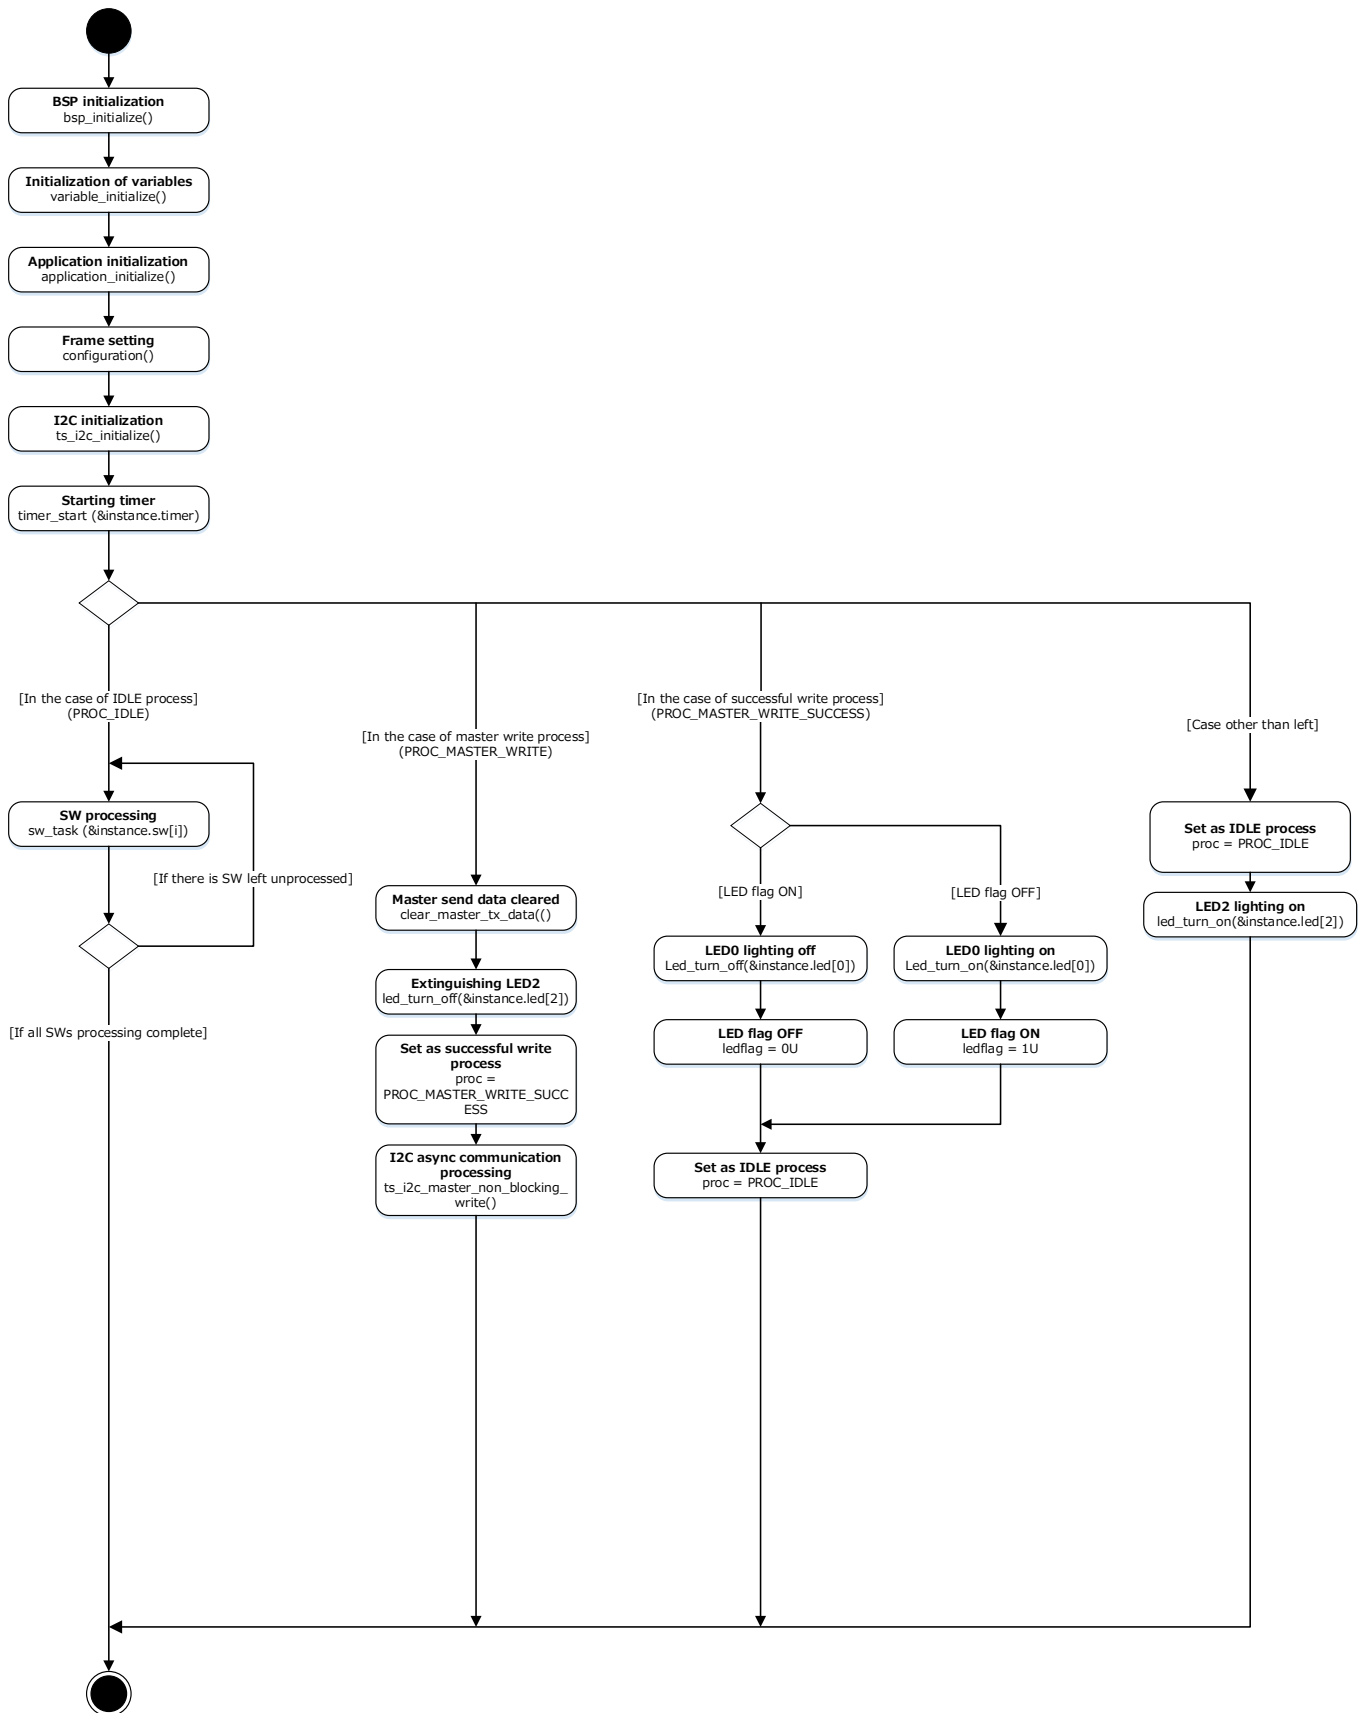 BSP initialization
bsp_initialize()
Initialization of variables
variable_initialize()
Application initialization
application_initialize()
Frame setting
configuration()
I2C initialization
ts_i2c_initialize()
Starting timer
timer_start (&instance.timer)
[In the case of IDLE process]
(PROC_IDLE)
SW processing
sw_task (&instance.sw[i])
[If there is SW left unprocessed]
[If all SWs processing complete]
[In the case of master write process]
(PROC_MASTER_WRITE)
Master send data cleared
clear_master_tx_data(()
Extinguishing LED2
led_turn_off(&instance.led[2])
Set as successful write
process
proc =
PROC_MASTER_WRITE_SUCC
ESS
I2C async communication
processing
ts_i2c_master_non_blocking_
write()
[In the case of successful write process]
(PROC_MASTER_WRITE_SUCCESS)
[LED flag ON]
LED0 lighting off
Led_turn_off(&instance.led[0])
LED flag OFF
ledflag = 0U
[LED flag OFF]
LED0 lighting on
Led_turn_on(&instance.led[0])
LED flag ON
ledflag = 1U
Set as IDLE process
proc = PROC_IDLE
[Case other than left]
Set as IDLE process
proc = PROC_IDLE
LED2 lighting on
led_turn_on(&instance.led[2])